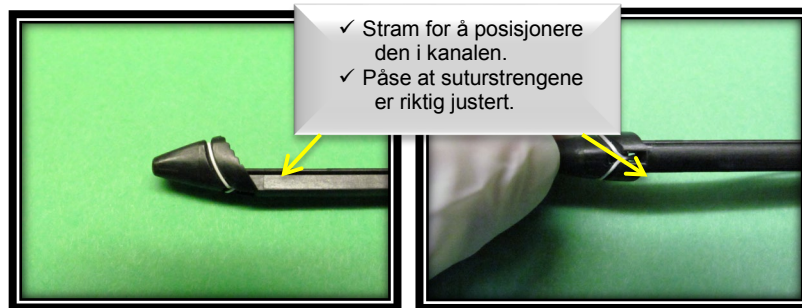 ✓ Stram for å posisjonere
den i kanalen.
✓ Påse at suturstrengene
er riktig justert.